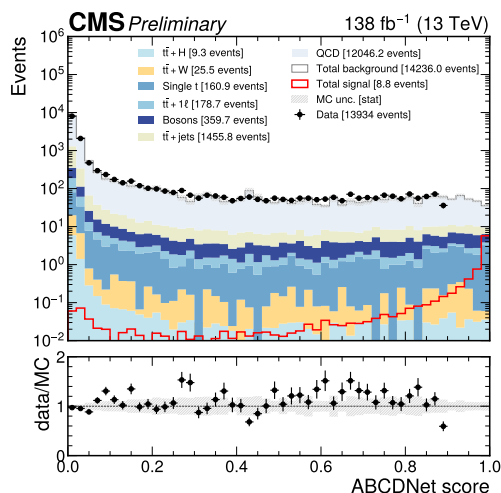 CMS Preliminary 138 fb⁻¹ (13 TeV)
Events
10⁶
10⁵
10⁴
10³
10²
10¹
10⁰
10⁻¹
10⁻²
tt̄ + H [9.3 events]
tt̄ + W [25.5 events]
Single t [160.9 events]
tt̄ + 1ℓ [178.7 events]
Bosons [359.7 events]
tt̄ + jets [1455.8 events]
QCD [12046.2 events]
Total background [14236.0 events]
Total signal [8.8 events]
MC unc. [stat]
Data [13934 events]
data/MC
2
1
0
0.0 0.2 0.4 0.6 0.8 1.0
ABCDNet score